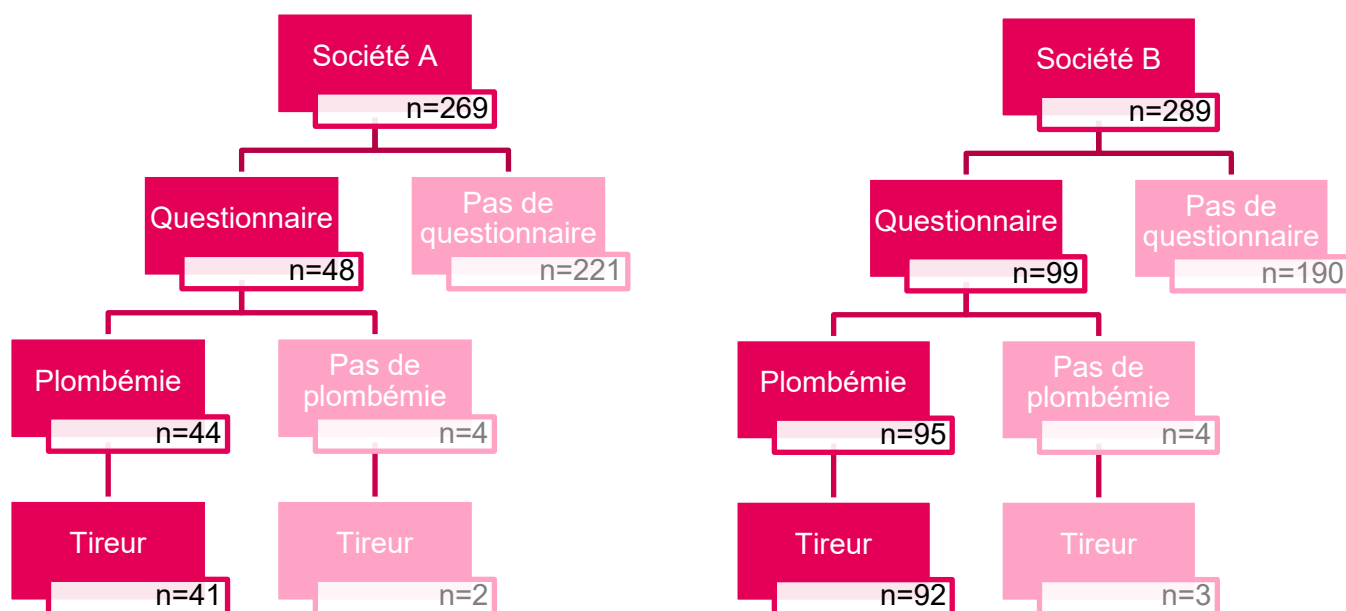 Société A
n=269
Questionnaire
n=48
Pas de
questionnaire
n=221
Plombémie
n=44
Pas de
plombémie
n=4
Tireur
n=41
Tireur
n=2
Société B
n=289
Questionnaire
n=99
Pas de
questionnaire
n=190
Plombémie
n=95
Pas de
plombémie
n=4
Tireur
n=92
Tireur
n=3